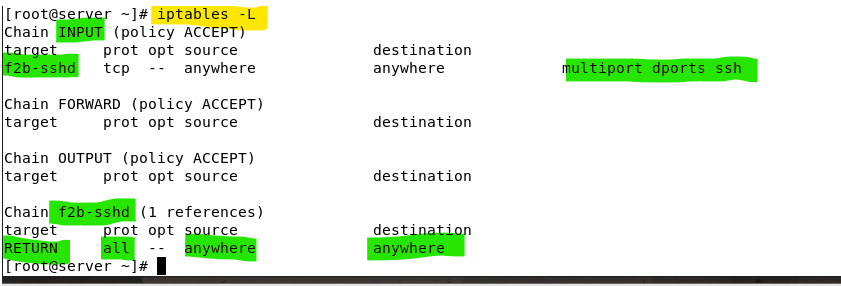 [root@server ~]# iptables -L
Chain INPUT (policy ACCEPT)
target     prot opt source               destination
f2b-sshd   tcp  --  anywhere             anywhere             multiport dports ssh

Chain FORWARD (policy ACCEPT)
target     prot opt source               destination

Chain OUTPUT (policy ACCEPT)
target     prot opt source               destination

Chain f2b-sshd (1 references)
target     prot opt source               destination
RETURN     all  --  anywhere             anywhere
[root@server ~]#